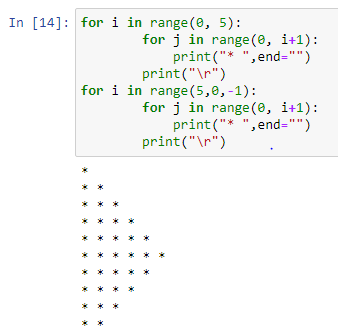 In [14]: for i in range(0, 5):
        for j in range(0, i+1):
            print("* ",end="")
        print("\r")
for i in range(5,0,-1):
        for j in range(0, i+1):
            print("* ",end="")
        print("\r")
*
* *
* * *
* * * *
* * * * *
* * * * * *
* * * * *
* * * *
* * *
* *